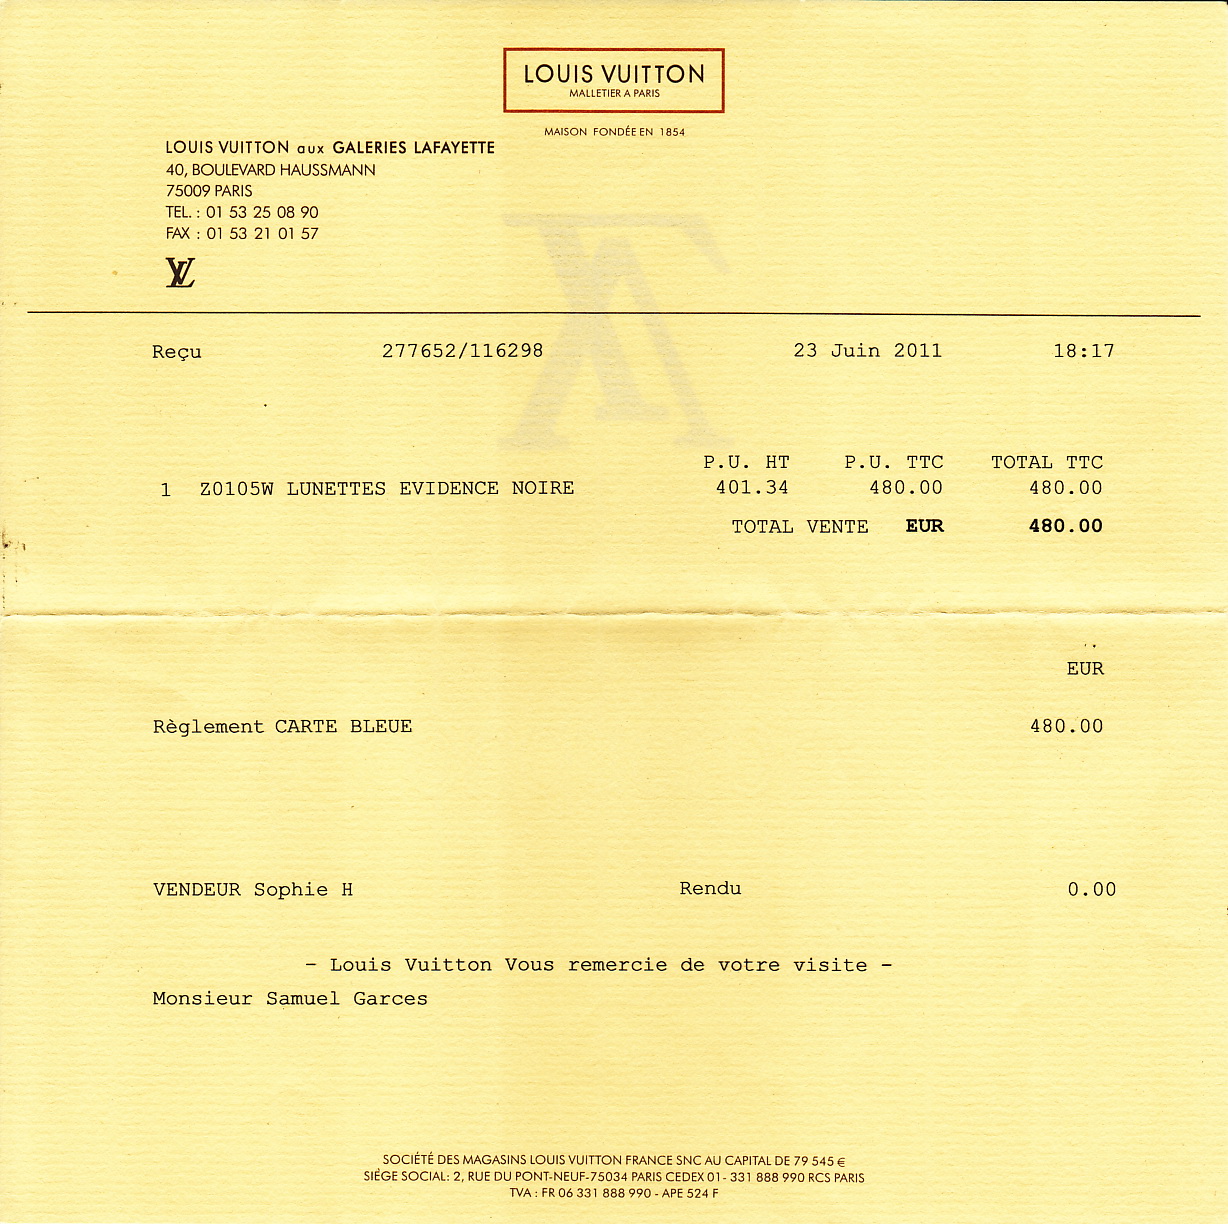 LOUIS VUITTON
MALLETIER A PARIS
MAISON FONDÉE EN 1854
LOUIS VUITTON aux GALERIES LAFAYETTE
40, BOULEVARD HAUSSMANN
75009 PARIS
TEL. : 01 53 25 08 90
FAX : 01 53 21 01 57
LV
Reçu 277652/116298 23 Juin 2011 18:17
P.U. HT P.U. TTC TOTAL TTC
1 Z0105W LUNETTES EVIDENCE NOIRE 401.34 480.00 480.00
TOTAL VENTE EUR 480.00
EUR
Règlement CARTE BLEUE 480.00
VENDEUR Sophie H Rendu 0.00
- Louis Vuitton Vous remercie de votre visite -
Monsieur Samuel Garces
SOCIÉTÉ DES MAGASINS LOUIS VUITTON FRANCE SNC AU CAPITAL DE 79 545 €
SIÉGE SOCIAL: 2, RUE DU PONT-NEUF-75034 PARIS CEDEX 01- 331 888 990 RCS PARIS
TVA : FR 06 331 888 990 - APE 524 F